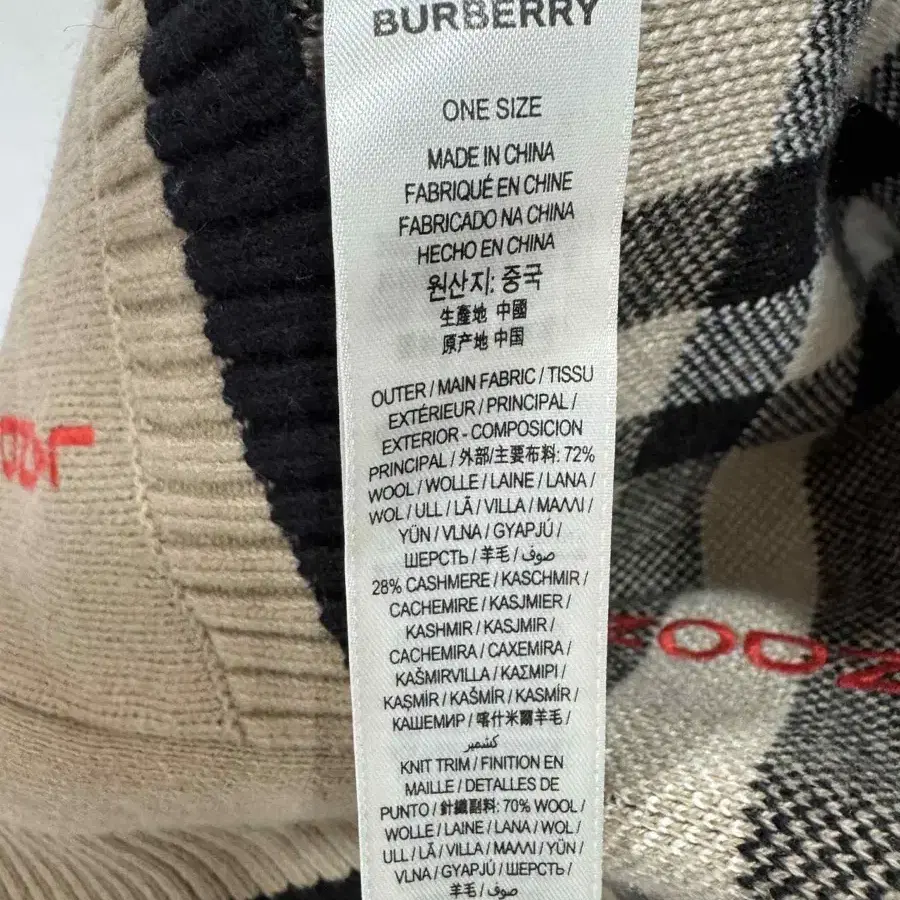 BURBERRY
ONE SIZE
MADE IN CHINA
FABRIQUÉ EN CHINE
FABRICADO NA CHINA
HECHO EN CHINA
원산지: 중국
生產地 中國
原产地 中国
OUTER / MAIN FABRIC / TISSU
EXTÉRIEUR / PRINCIPAL /
EXTERIOR - COMPOSICION
PRINCIPAL / 外部/主要布料: 72%
WOOL / WOLLE / LAINE / LANA /
WOL / ULL / LÃ / VILLA / ΜΑΛΛΙ /
YÜN / VLNA / GYAPJÚ /
ШЕРСТЬ / 羊毛 / صوف /
28% CASHMERE / KASCHMIR /
CACHEMIRE / KASJMIER /
KASHMIR / KASJMIR /
CACHEMIRA / CAXEMIRA /
KAŠMIRVILLA / ΚΑΣΜΙΡΙ /
KAŞMİR / KAŠMÍR / KASMÍR /
КАШЕМИР / 喀什米爾羊毛 /
كشمير
KNIT TRIM / FINITION EN
MAILLE / DETALLES DE
PUNTO / 針織副料: 70% WOOL /
WOLLE / LAINE / LANA / WOL /
ULL / LÃ / VILLA / ΜΑΛΛΙ / YÜN /
VLNA / GYAPJÚ / ШЕРСТЬ /
羊毛 / صوف /